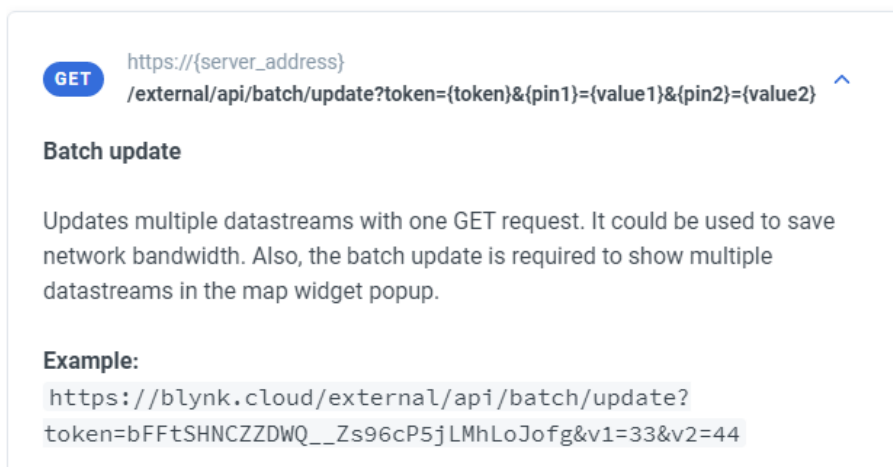 https://{server_address}
GET
/external/api/batch/update?token={token}&{pin1}={value1}&{pin2}={value2}
Batch update
Updates multiple datastreams with one GET request. It could be used to save
network bandwidth. Also, the batch update is required to show multiple
datastreams in the map widget popup.
Example:
https://blynk.cloud/external/api/batch/update?
token=bFFtSHNCZZDWQ__Zs96cP5jLMhLoJofg&v1=33&v2=44